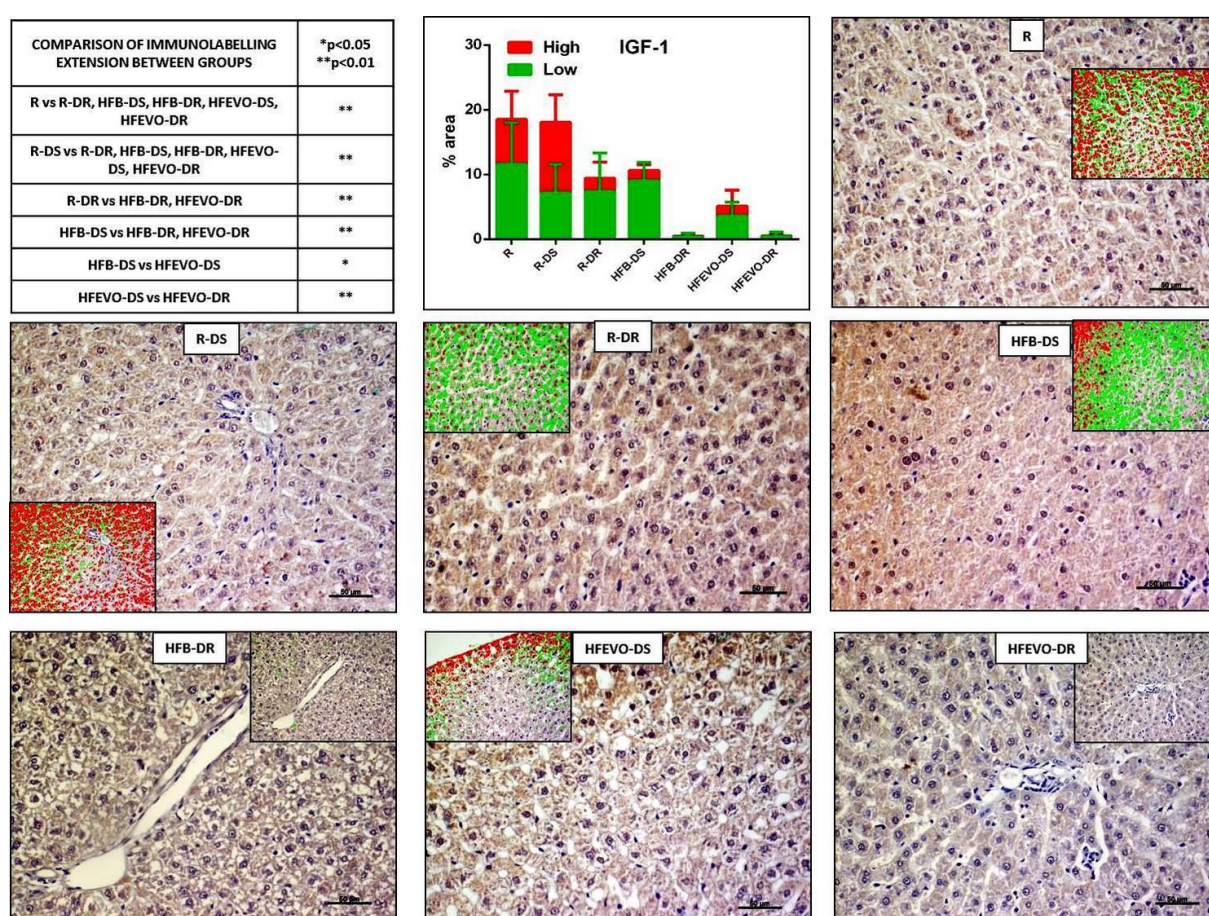 COMPARISON OF IMMUNOLABELLING
EXTENSION BETWEEN GROUPS
*p<0.05
**p<0.01
R vs R-DR, HFB-DS, HFB-DR, HFEVO-DS,
HFEVO-DR
**
R-DS vs R-DR, HFB-DS, HFB-DR, HFEVO-
DS, HFEVO-DR
**
R-DR vs HFB-DR, HFEVO-DR
**
HFB-DS vs HFB-DR, HFEVO-DR
**
HFB-DS vs HFEVO-DS
*
HFEVO-DS vs HFEVO-DR
**
High
Low
IGF-1
% area
30
20
10
0
R
R-DS
R-DR
HFB-DS
HFB-DR
HFEVO-DS
HFEVO-DR
R
50 µm
R-DS
50 µm
R-DR
50 µm
HFB-DS
50 µm
HFB-DR
50 µm
HFEVO-DS
50 µm
HFEVO-DR
50 µm